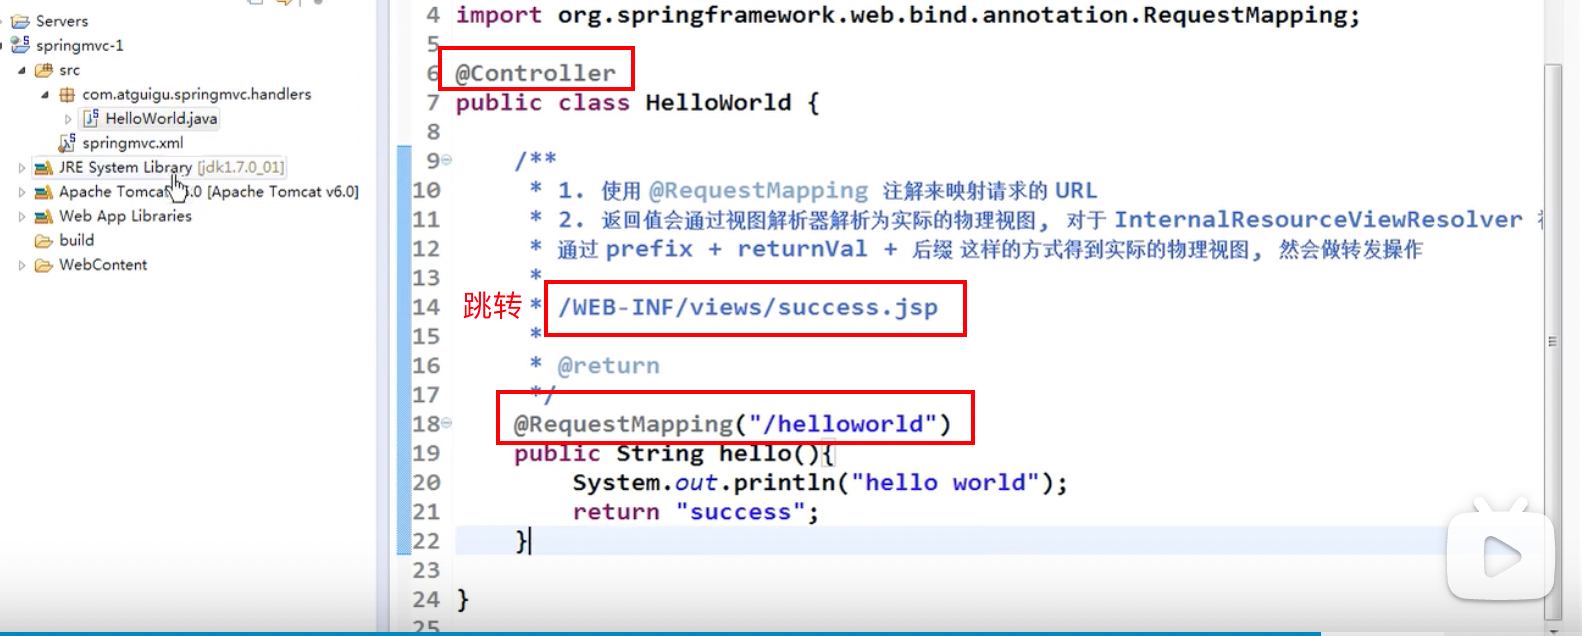 Servers
springmvc-1
src
com.atguigu.springmvc.handlers
HelloWorld.java
springmvc.xml
JRE System Library [jdk1.7.0_01]
Apache Tomcat .0 [Apache Tomcat v6.0]
Web App Libraries
build
WebContent
4 import org.springframework.web.bind.annotation.RequestMapping;
5
6 @Controller
7 public class HelloWorld {
8
9 /**
10 * 1. 使用 @RequestMapping 注解来映射请求的 URL
11 * 2. 返回值会通过视图解析器解析为实际的物理视图, 对于 InternalResourceViewResolver
12 * 通过 prefix + returnVal + 后缀 这样的方式得到实际的物理视图, 然会做转发操作
13 *
14 跳转 * /WEB-INF/views/success.jsp
15 *
16 * @return
17 */
18 @RequestMapping("/helloworld")
19 public String hello(){
20 System.out.println("hello world");
21 return "success";
22 }
23
24 }
25